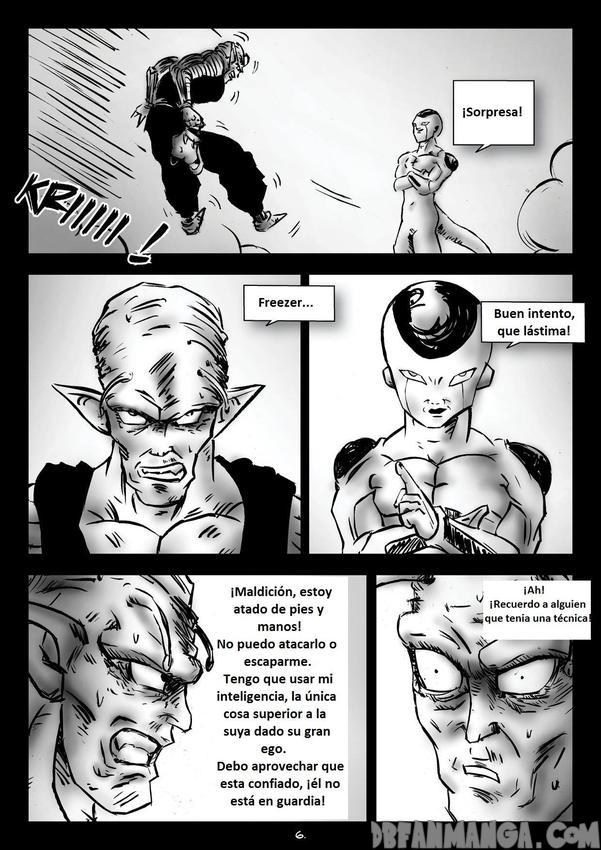 ¡Sorpresa!
KRIIIIII!
Freezer...
Buen intento,
que lástima!
¡Maldición, estoy
atado de pies y
manos!
No puedo atacarlo o
escaparme.
Tengo que usar mi
inteligencia, la única
cosa superior a la
suya dado su gran
ego.
Debo aprovechar que
esta confiado, ¡él no
está en guardia!
¡Ah!
¡Recuerdo a alguien
que tenia una técnica!
6.
DBFANMANGA.COM